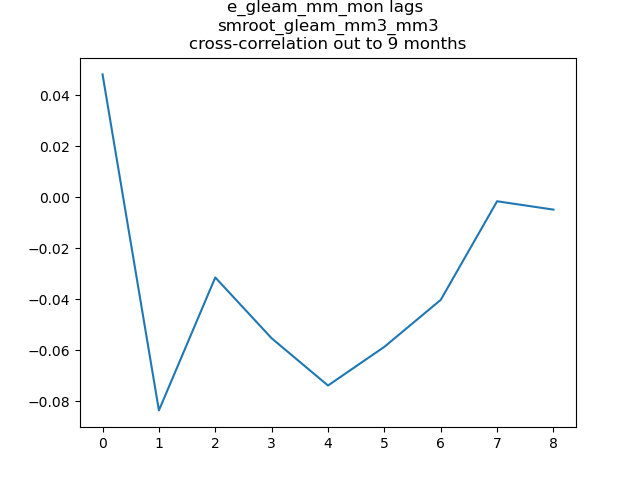 e_gleam_mm_mon lags
smroot_gleam_mm3_mm3
cross-correlation out to 9 months
0.04
0.02
0.00
−0.02
−0.04
−0.06
−0.08
0 1 2 3 4 5 6 7 8